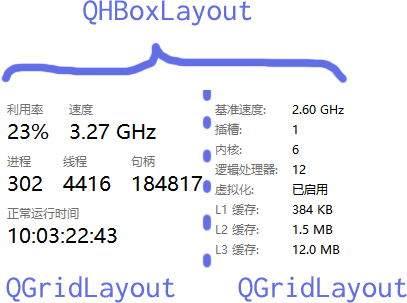 QHBoxLayout
利用率 速度
23% 3.27 GHz
进程 线程 句柄
302 4416 184817
正常运行时间
10:03:22:43
基准速度: 2.60 GHz
插槽: 1
内核: 6
逻辑处理器: 12
虚拟化: 已启用
L1 缓存: 384 KB
L2 缓存: 1.5 MB
L3 缓存: 12.0 MB
QGridLayout QGridLayout